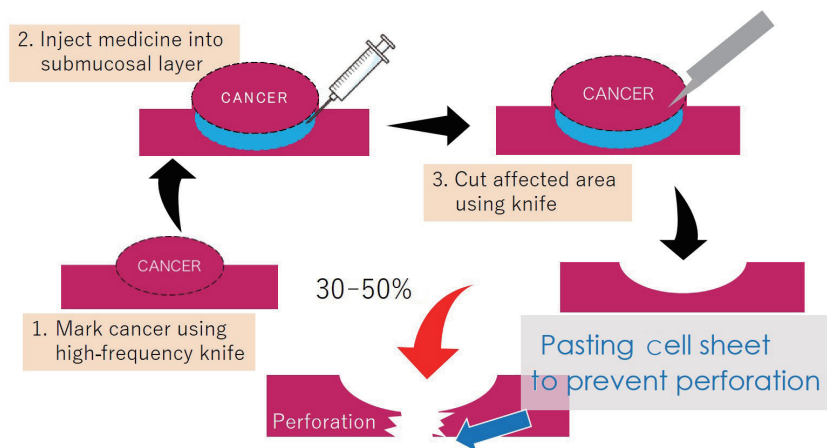 2. Inject medicine into
submucosal layer
CANCER
CANCER
3. Cut affected area
using knife
CANCER
1. Mark cancer using
high-frequency knife
30-50%
Pasting cell sheet
to prevent perforation
Perforation